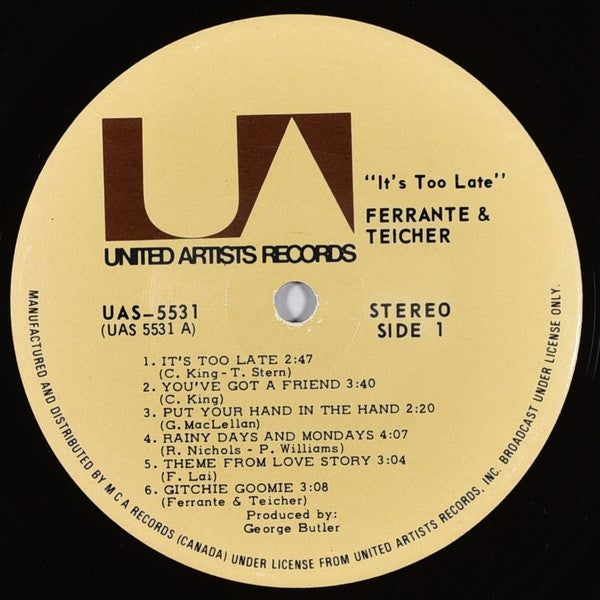 UA
UNITED ARTISTS RECORDS
"It's Too Late"
FERRANTE &
TEICHER
UAS-5531
(UAS 5531 A)
STEREO
SIDE 1
1. IT'S TOO LATE 2:47
(C. King - T. Stern)
2. YOU'VE GOT A FRIEND 3:40
(C. King)
3. PUT YOUR HAND IN THE HAND 2:20
(G. MacLellan)
4. RAINY DAYS AND MONDAYS 4:07
(R. Nichols - P. Williams)
5. THEME FROM LOVE STORY 3:04
(F. Lai)
6. GITCHIE GOOMIE 3:08
(Ferrante & Teicher)
Produced by:
George Butler
MANUFACTURED AND DISTRIBUTED BY M C A RECORDS (CANADA) UNDER LICENSE FROM UNITED ARTISTS RECORDS, INC. BROADCAST UNDER LICENSE ONLY.